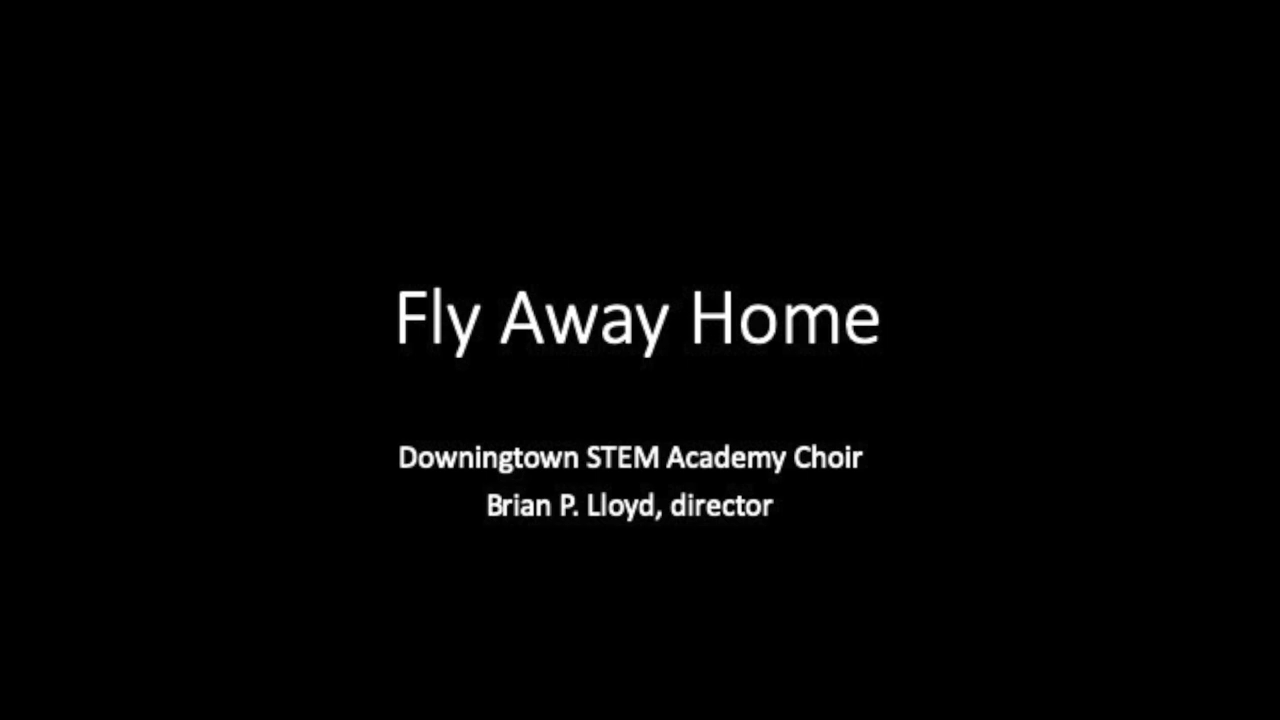 Fly Away Home
Downingtown STEM Academy Choir
Brian P. Lloyd, director